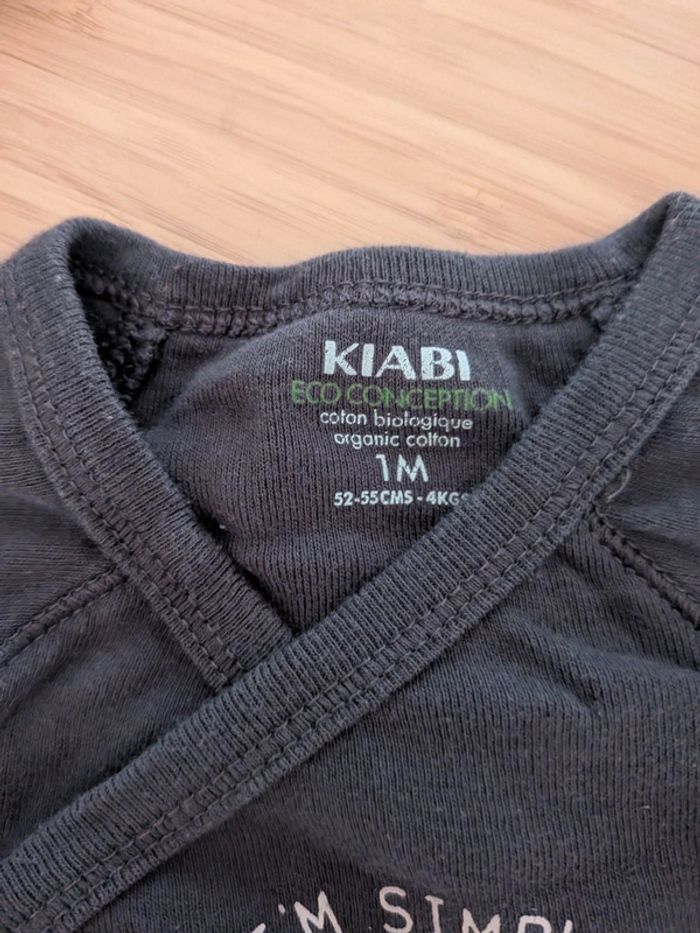 KIABI
ECO CONCEPTION
coton biologique
organic cotton
1M
52-55CMS - 4KGS
I'M